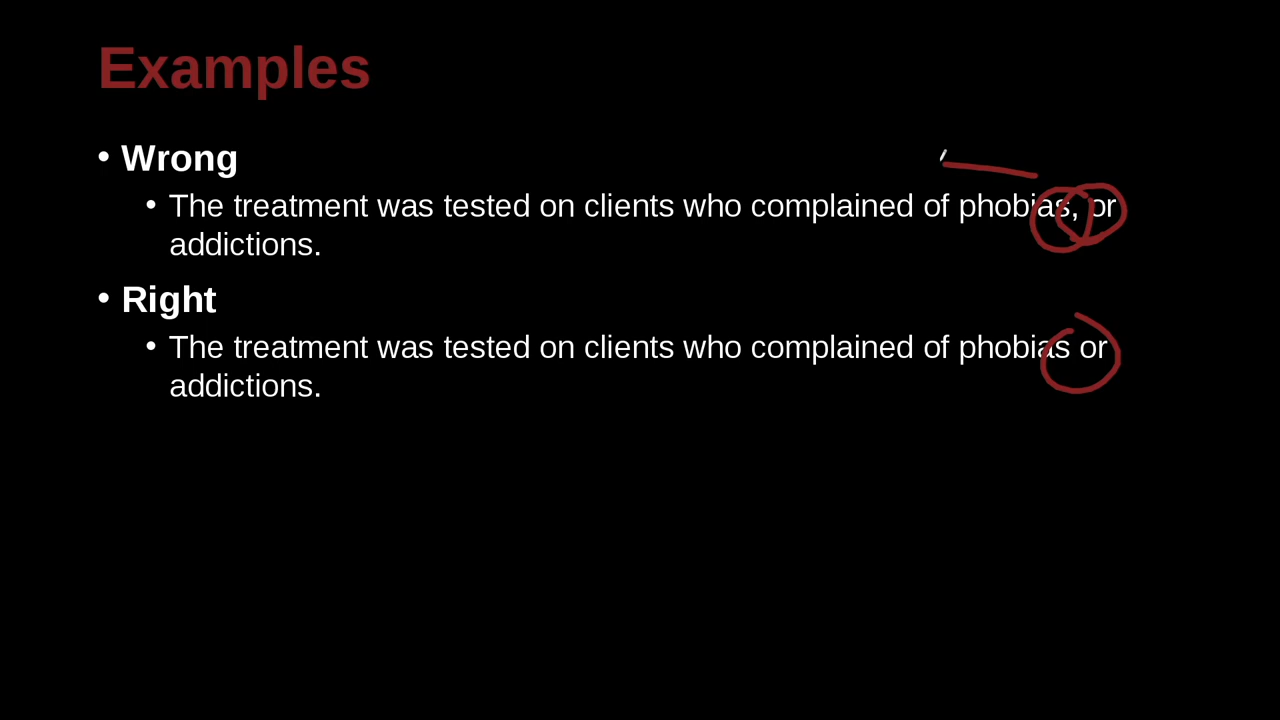 Examples
• Wrong
• The treatment was tested on clients who complained of phobias, or
addictions.
• Right
• The treatment was tested on clients who complained of phobias or
addictions.